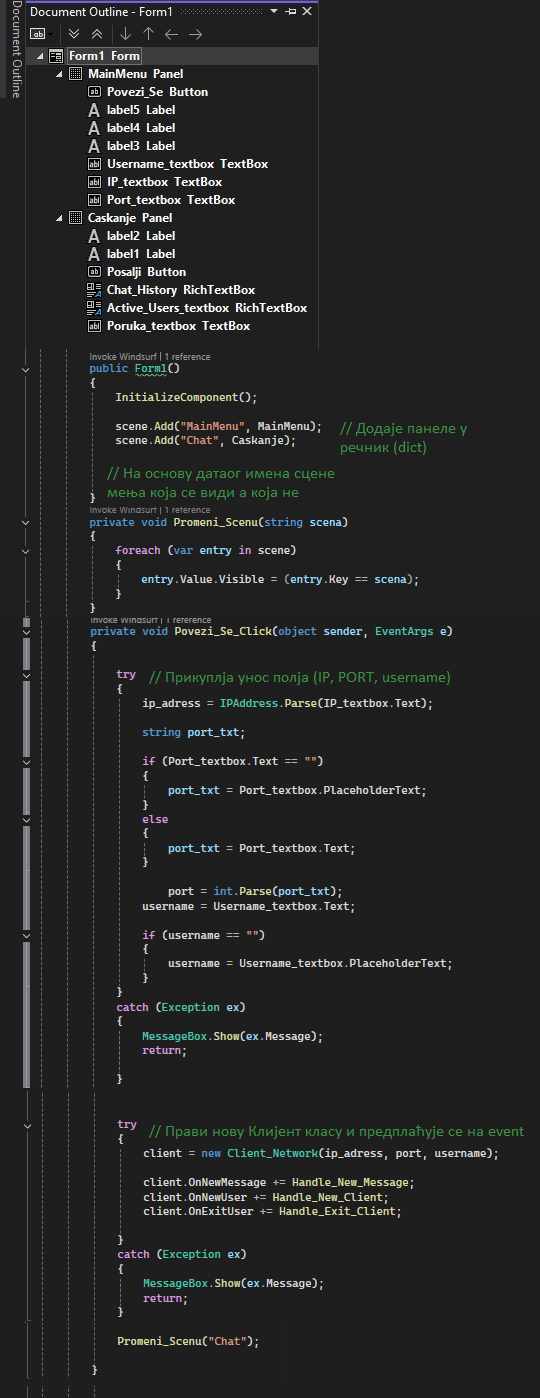 Document Outline
Document Outline - Form1
Form1 Form
MainMenu Panel
Povezi_Se Button
label5 Label
label4 Label
label3 Label
Username_textbox TextBox
IP_textbox TextBox
Port_textbox TextBox
Caskanje Panel
label2 Label
label1 Label
Posalji Button
Chat_History RichTextBox
Active_Users_textbox RichTextBox
Poruka_textbox TextBox
Invoke Windsurf | 1 reference
public Form1()
{
InitializeComponent();
scene.Add("MainMenu", MainMenu); // Додаје панеле у
scene.Add("Chat", Caskanje); речник (dict)
// На основу датаог имена сцене
мења која се види а која не
}
Invoke Windsurf | 1 reference
private void Promeni_Scenu(string scena)
{
foreach (var entry in scene)
{
entry.Value.Visible = (entry.Key == scena);
}
}
Invoke Windsurf | 1 reference
private void Povezi_Se_Click(object sender, EventArgs e)
{
try // Прикупља унос полја (IP, PORT, username)
{
ip_adress = IPAddress.Parse(IP_textbox.Text);
string port_txt;
if (Port_textbox.Text == "")
{
port_txt = Port_textbox.PlaceholderText;
}
else
{
port_txt = Port_textbox.Text;
}
port = int.Parse(port_txt);
username = Username_textbox.Text;
if (username == "")
{
username = Username_textbox.PlaceholderText;
}
}
catch (Exception ex)
{
MessageBox.Show(ex.Message);
return;
}
try // Прави нову Клијент класу и предплаћује се на event
{
client = new Client_Network(ip_adress, port, username);
client.OnNewMessage += Handle_New_Message;
client.OnNewUser += Handle_New_Client;
client.OnExitUser += Handle_Exit_Client;
}
catch (Exception ex)
{
MessageBox.Show(ex.Message);
return;
}
Promeni_Scenu("Chat");
}